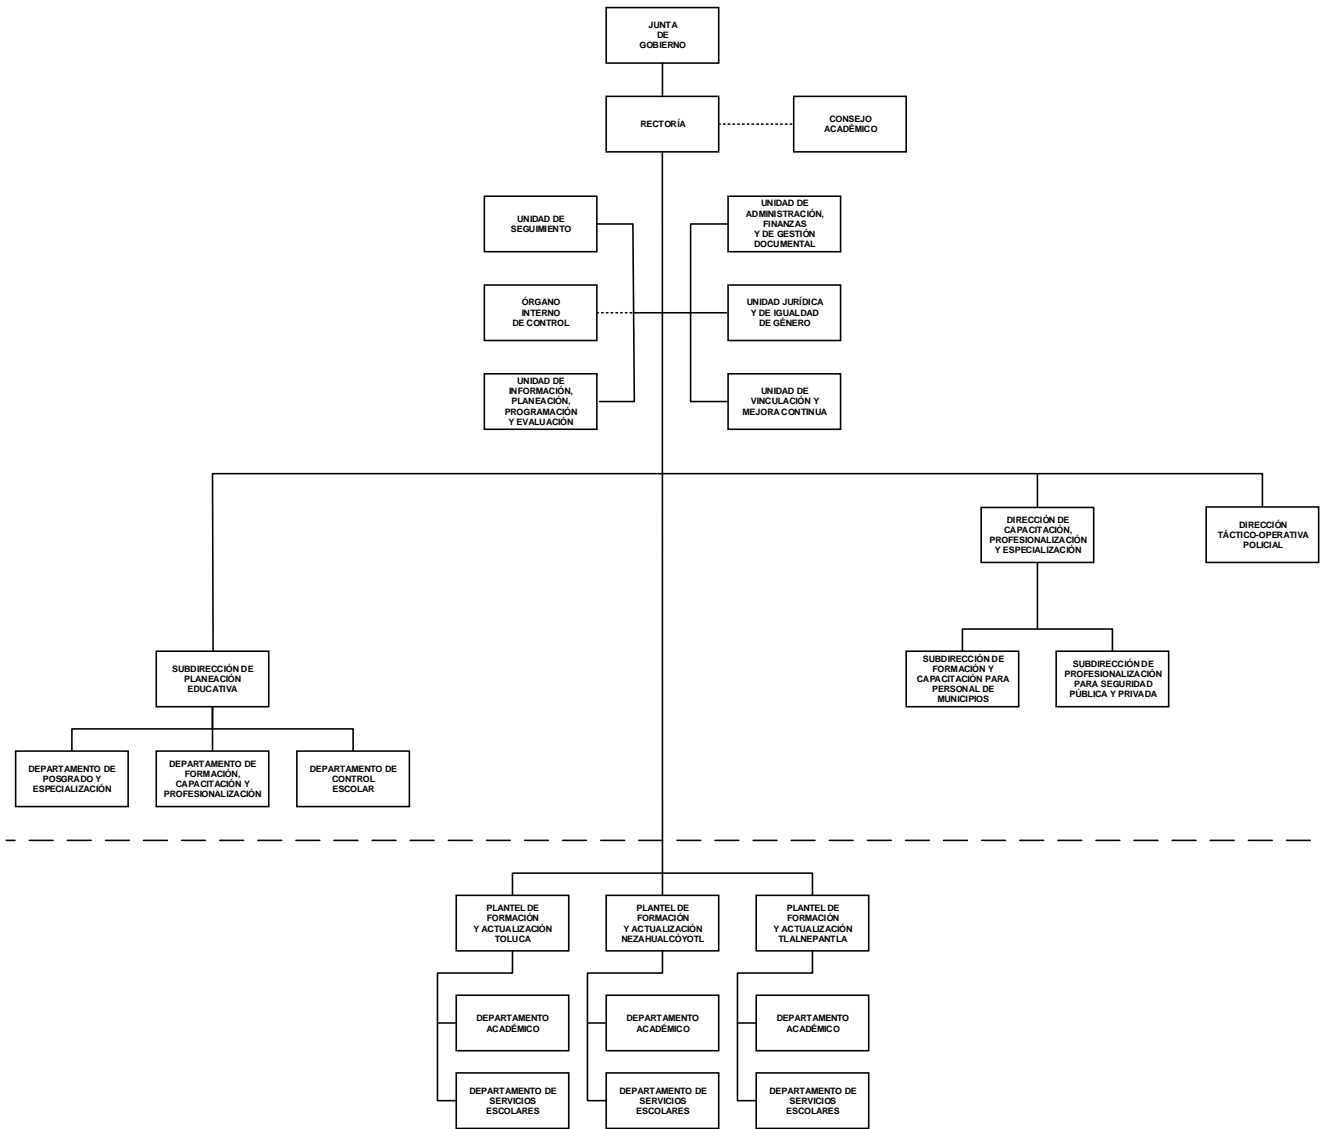 JUNTA
DE
GOBIERNO
RECTORÍA
CONSEJO
ACADÉMICO
UNIDAD DE
SEGUIMIENTO
UNIDAD DE
ADMINISTRACIÓN,
FINANZAS
Y DE GESTIÓN
DOCUMENTAL
ÓRGANO
INTERNO
DE CONTROL
UNIDAD JURÍDICA
Y DE IGUALDAD
DE GÉNERO
UNIDAD DE
INFORMACIÓN,
PLANEACIÓN,
PROGRAMACIÓN
Y EVALUACIÓN
UNIDAD DE
VINCULACIÓN Y
MEJORA CONTINUA
DIRECCIÓN DE
CAPACITACIÓN,
PROFESIONALIZACIÓN
Y ESPECIALIZACIÓN
DIRECCIÓN
TÁCTICO-OPERATIVA
POLICIAL
SUBDIRECCIÓN DE
PLANEACIÓN
EDUCATIVA
SUBDIRECCIÓN DE
FORMACIÓN Y
CAPACITACIÓN PARA
PERSONAL DE
MUNICIPIOS
SUBDIRECCIÓN DE
PROFESIONALIZACIÓN
PARA SEGURIDAD
PÚBLICA Y PRIVADA
DEPARTAMENTO DE
POSGRADO Y
ESPECIALIZACIÓN
DEPARTAMENTO DE
FORMACIÓN,
CAPACITACIÓN Y
PROFESIONALIZACIÓN
DEPARTAMENTO DE
CONTROL
ESCOLAR
PLANTEL DE
FORMACIÓN
Y ACTUALIZACIÓN
TOLUCA
PLANTEL DE
FORMACIÓN
Y ACTUALIZACIÓN
NEZAHUALCÓYOTL
PLANTEL DE
FORMACIÓN
Y ACTUALIZACIÓN
TLALNEPANTLA
DEPARTAMENTO
ACADÉMICO
DEPARTAMENTO
ACADÉMICO
DEPARTAMENTO
ACADÉMICO
DEPARTAMENTO DE
SERVICIOS
ESCOLARES
DEPARTAMENTO DE
SERVICIOS
ESCOLARES
DEPARTAMENTO DE
SERVICIOS
ESCOLARES